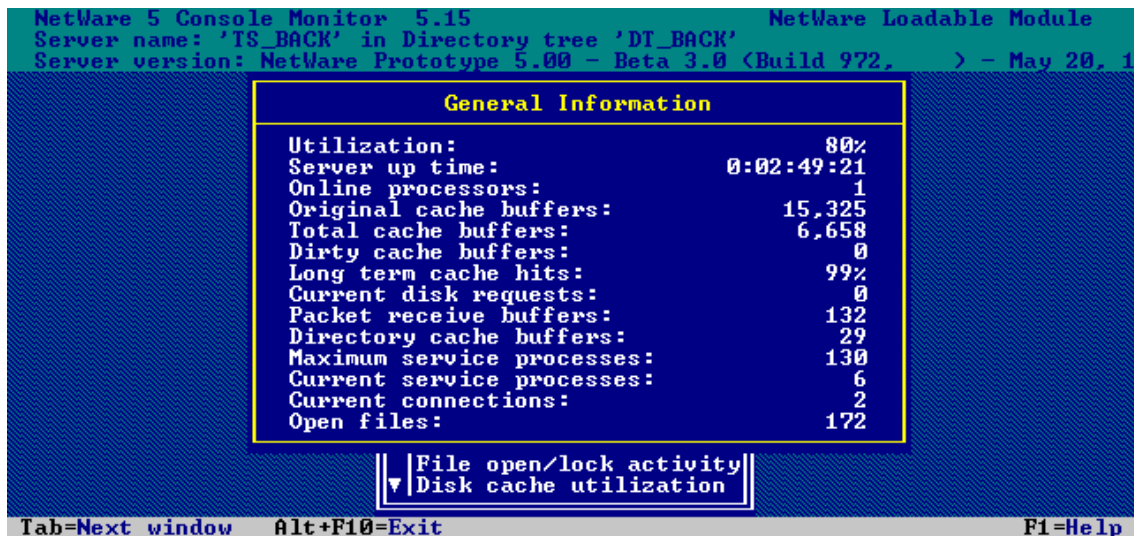 NetWare 5 Console Monitor 5.15 NetWare Loadable Module
Server name: 'TS_BACK' in Directory tree 'DT_BACK'
Server version: NetWare Prototype 5.00 - Beta 3.0 (Build 972, ) - May 20, 1
General Information
Utilization: 80%
Server up time: 0:02:49:21
Online processors: 1
Original cache buffers: 15,325
Total cache buffers: 6,658
Dirty cache buffers: 0
Long term cache hits: 99%
Current disk requests: 0
Packet receive buffers: 132
Directory cache buffers: 29
Maximum service processes: 130
Current service processes: 6
Current connections: 2
Open files: 172
File open/lock activity
▼ Disk cache utilization
Tab=Next window Alt+F10=Exit F1=Help